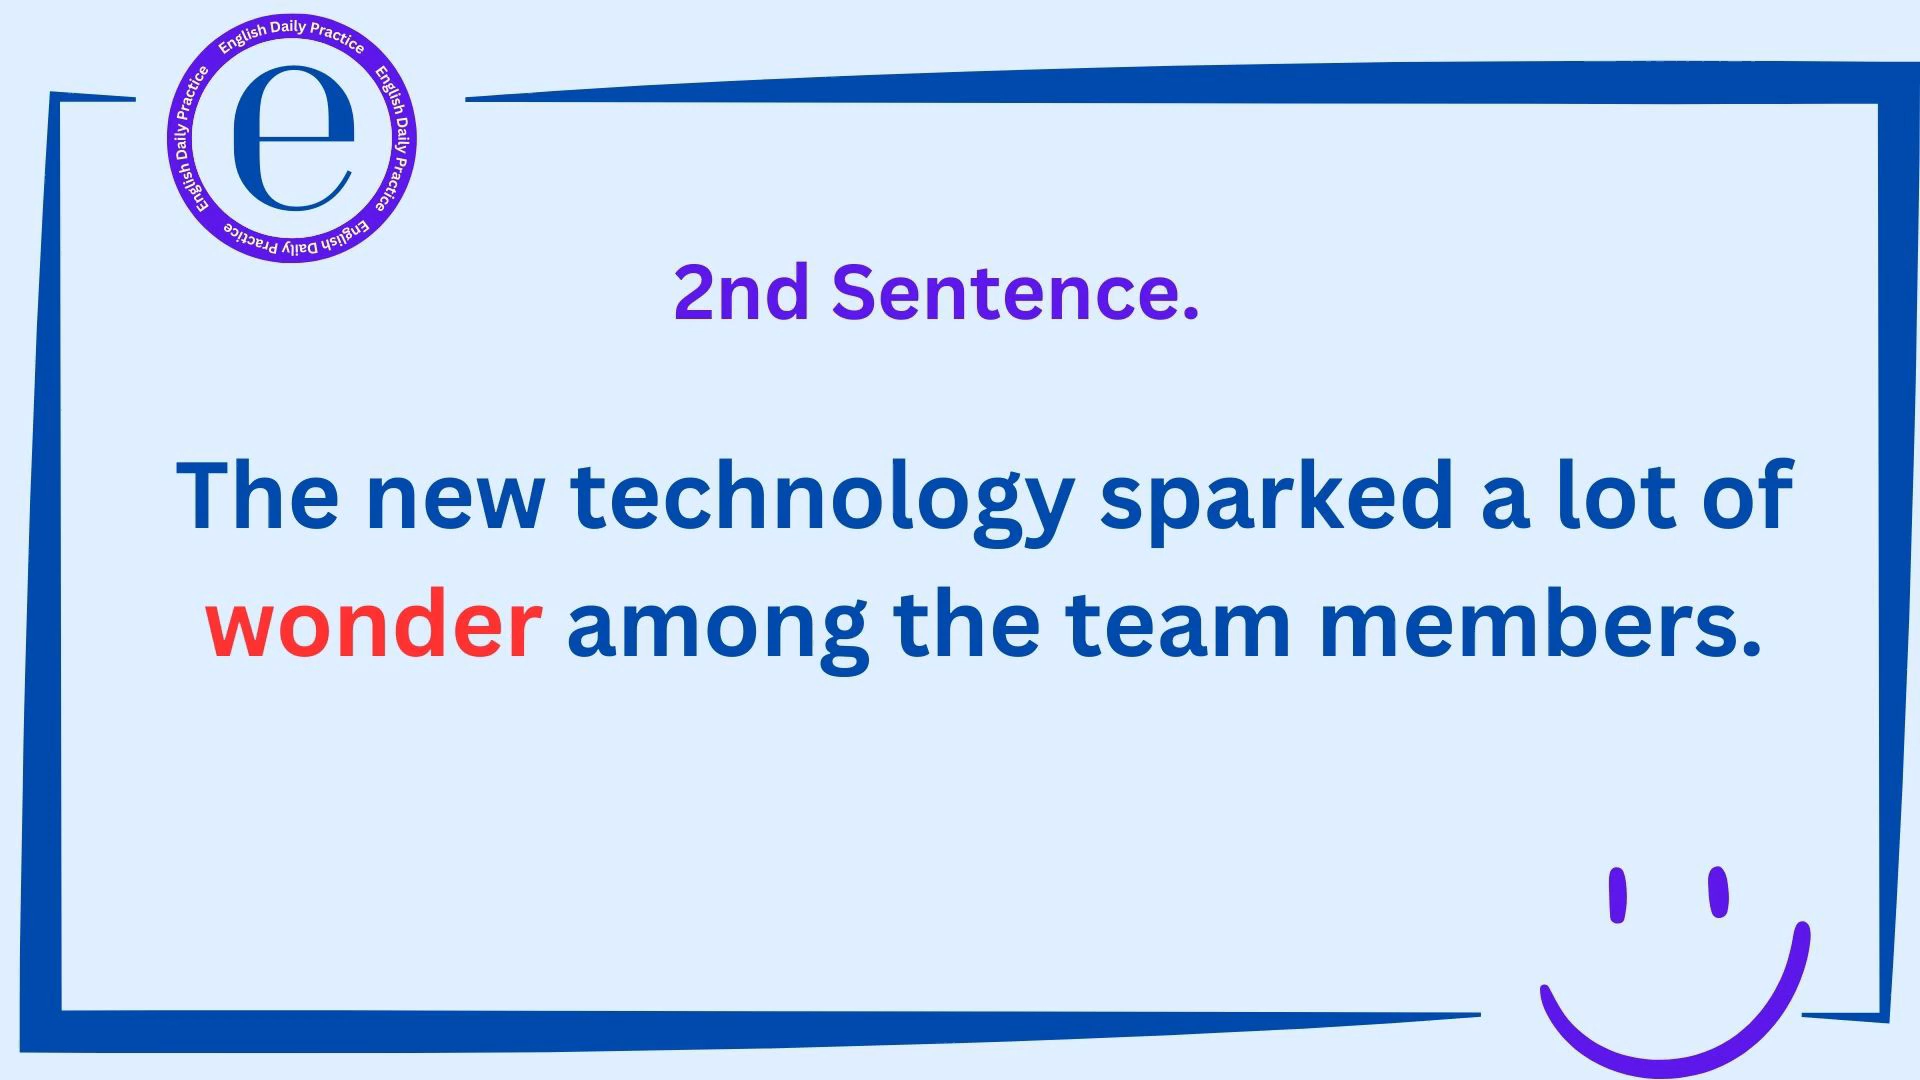 English Daily Practice
English Daily Practice
English Daily Practice
English Daily Practice
e
2nd Sentence.
The new technology sparked a lot of
wonder among the team members.